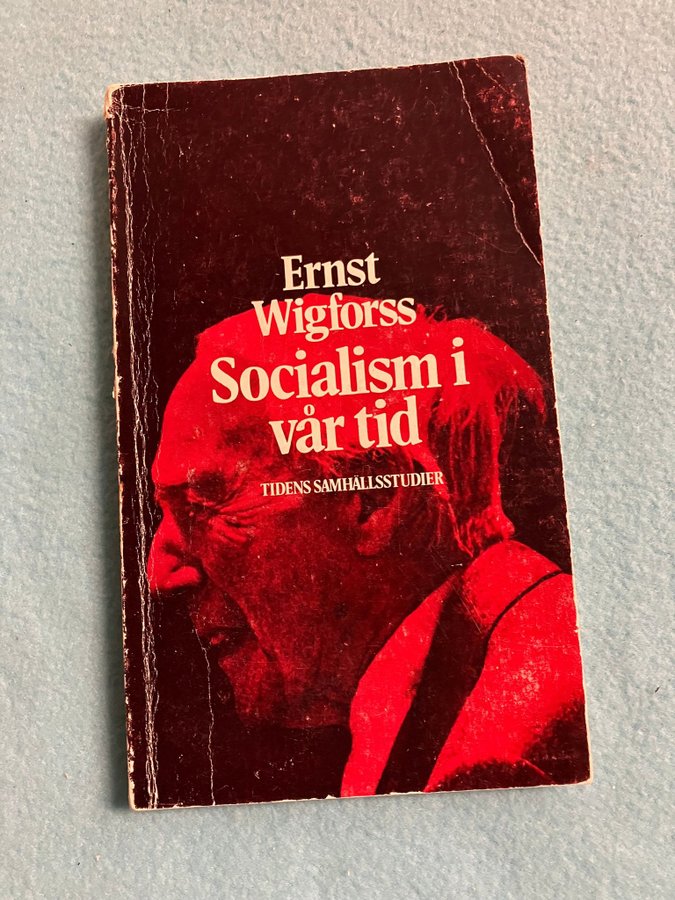 Ernst
Wigforss
Socialism i
vår tid
TIDENS SAMHÄLLSSTUDIER